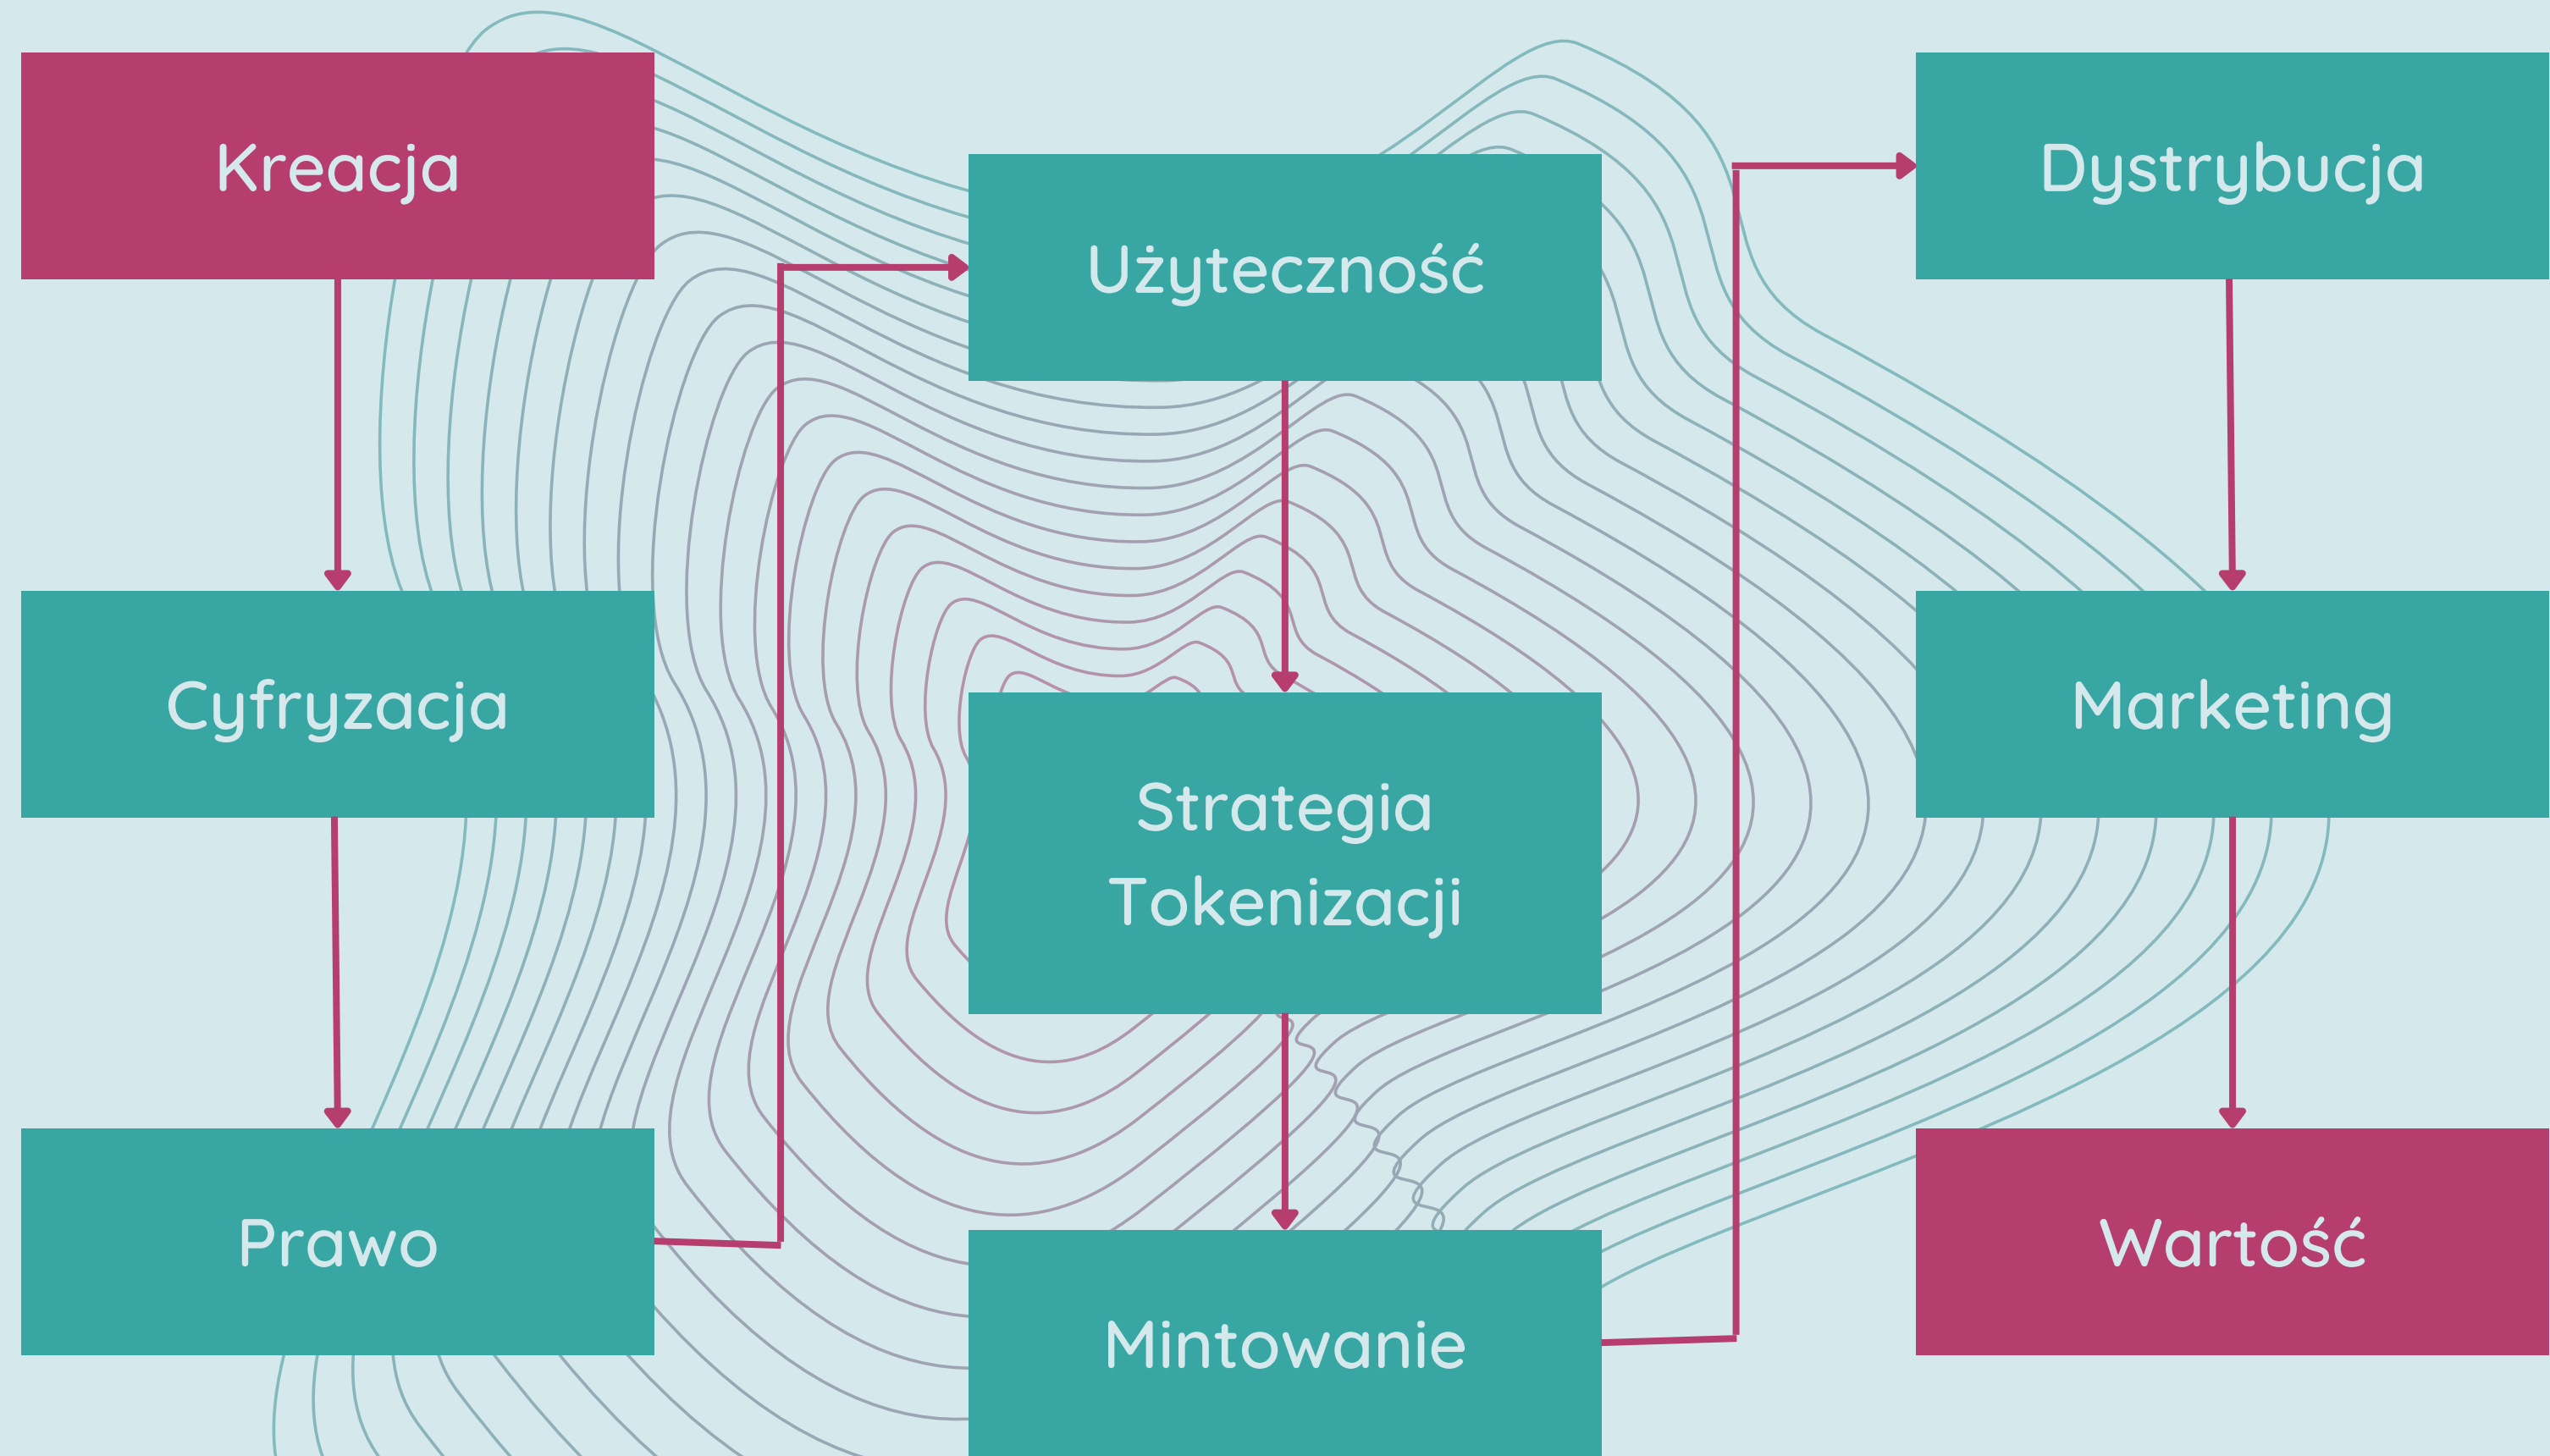 Kreacja
Cyfryzacja
Prawo
Użyteczność
Strategia
Tokenizacji
Mintowanie
Dystrybucja
Marketing
Wartość